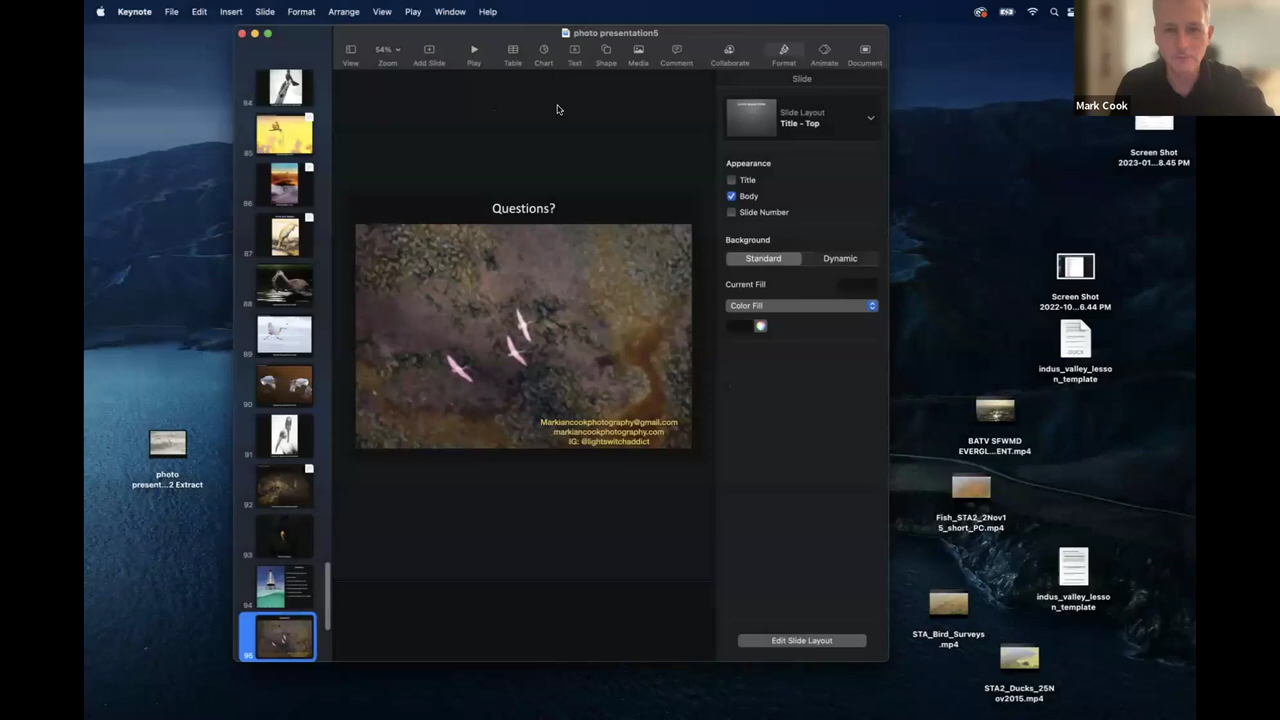 Keynote File Edit Insert Slide Format Arrange View Play Window Help
photo presentation5
54%
View Zoom Add Slide Play Table Chart Text Shape Media Comment Collaborate Format Animate Document
84
85
86
87
88
89
90
91
92
93
94
Questions?
Markiancookphotography@gmail.com
markiancookphotography.com
IG: @lightswitchaddict
Slide
Slide Layout
Title - Top
Appearance
Title
Body
Slide Number
Background
Standard Dynamic
Current Fill
Color Fill
Edit Slide Layout
photo
present...2 Extract
Mark Cook
Screen Shot
2023-01...8.45 PM
Screen Shot
2022-10...6.44 PM
DOCX
indus_valley_lesso
n_template
BATV SFWMD
EVERGL...ENT.mp4
Fish_STA2_2Nov1
5_short_PC.mp4
indus_valley_lesso
n_template
STA_Bird_Surveys
.mp4
STA2_Ducks_25N
ov2015.mp4